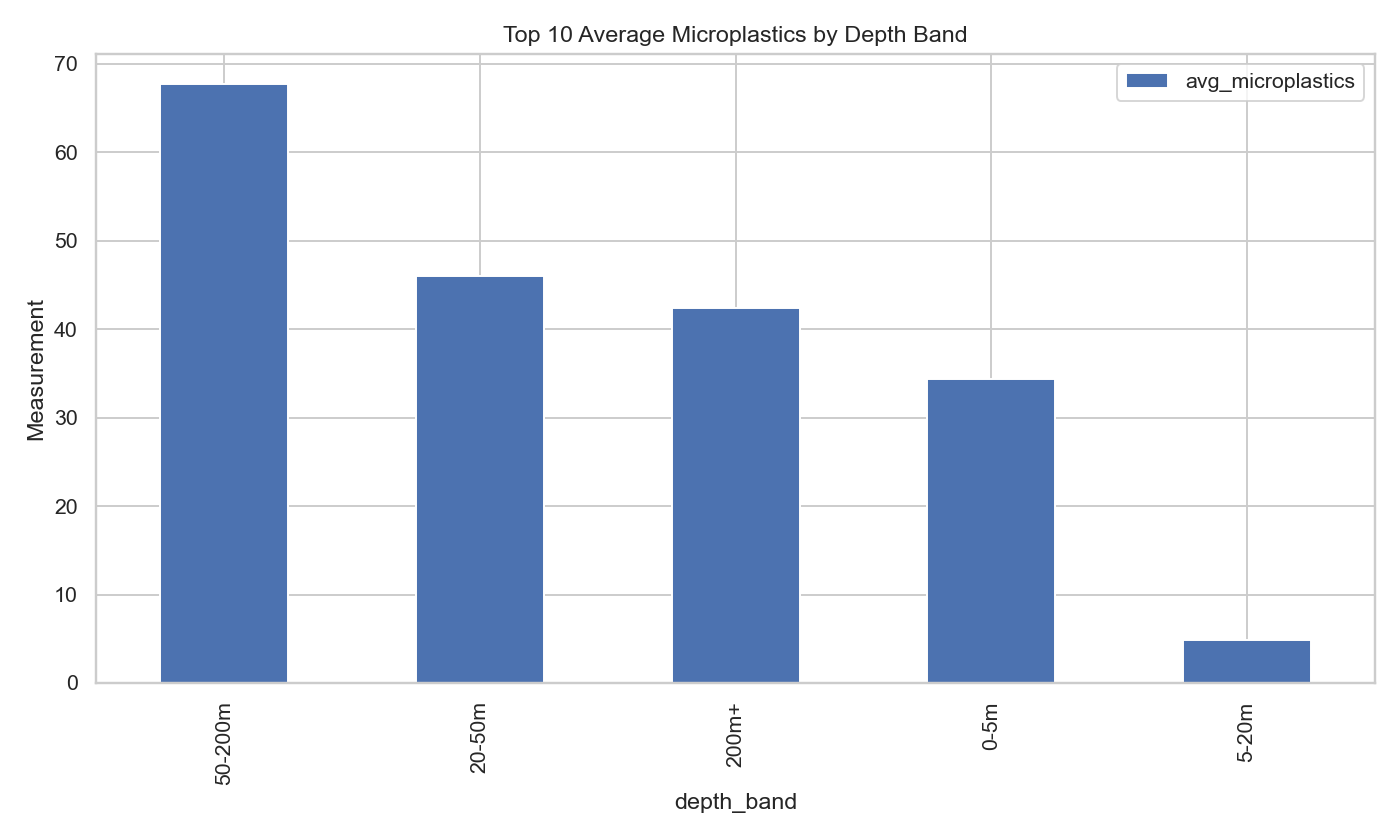 Top 10 Average Microplastics by Depth Band
avg_microplastics
Measurement
70
60
50
40
30
20
10
0
50-200m
20-50m
200m+
0-5m
5-20m
depth_band